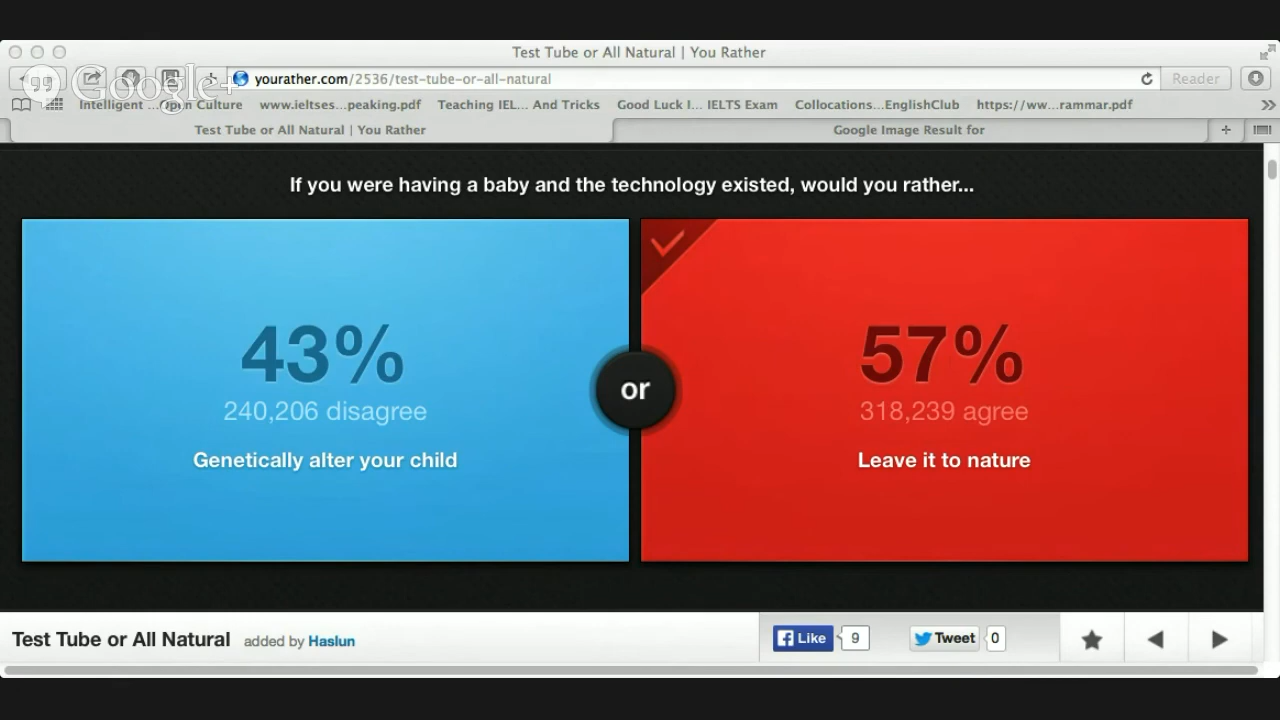 Test Tube or All Natural | You Rather
Google+
yourather.com/2536/test-tube-or-all-natural
Reader
Intelligent ...Open Culture
www.ieltses...peaking.pdf
Teaching IEL... And Tricks
Good Luck I... IELTS Exam
Collocations...EnglishClub
https://ww...rammar.pdf
Test Tube or All Natural | You Rather
Google Image Result for
If you were having a baby and the technology existed, would you rather...
43%
240,206 disagree
Genetically alter your child
or
57%
318,239 agree
Leave it to nature
Test Tube or All Natural added by Haslun
Like 9
Tweet 0